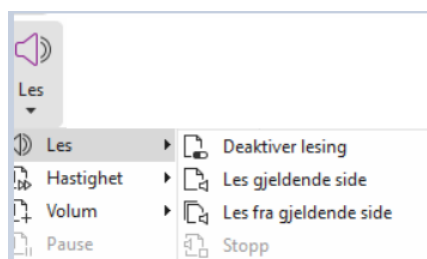 Les
Les
Deaktiver lesing
Hastighet
Les gjeldende side
Volum
Les fra gjeldende side
Pause
Stopp